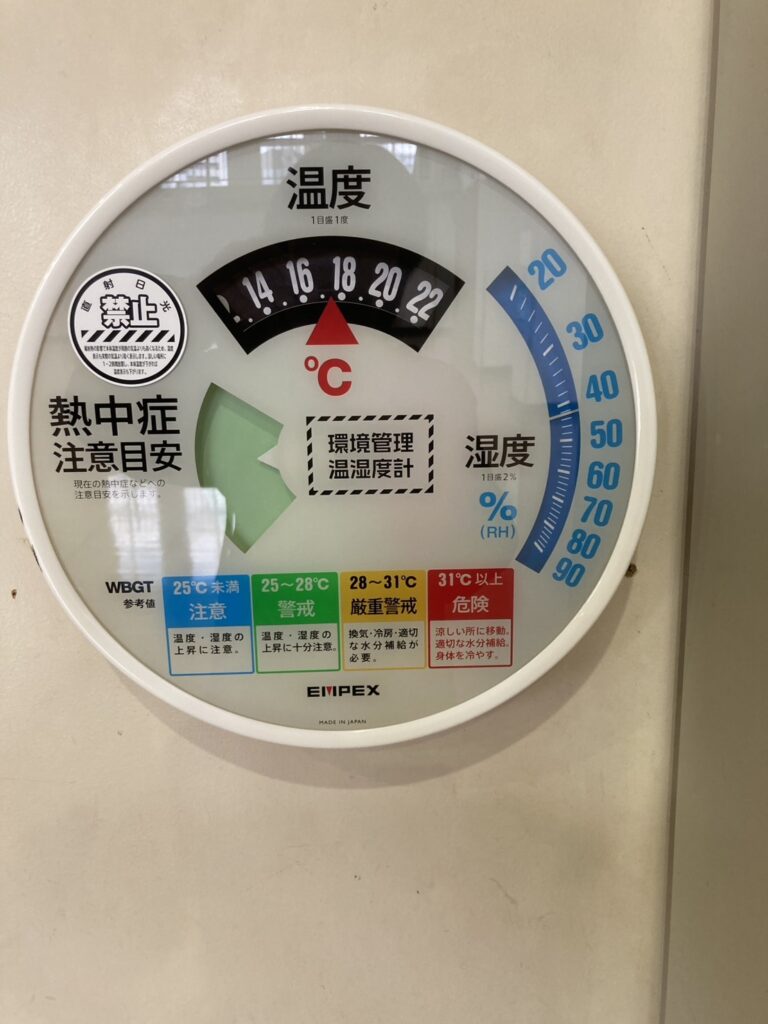 温度
1目盛1度
14 16 18 20 22
℃
直射日光
禁止
熱中症
注意目安
現在の熱中症などへの
注意目安を示します。
環境管理
温湿度計
湿度
1目盛2%
%
(RH)
20
30
40
50
60
70
80
90
WBGT
参考値
25℃未満
注意
温度・湿度の
上昇に注意。
25～28℃
警戒
温度・湿度の
上昇に十分注意。
28～31℃
厳重警戒
換気・冷房・適切
な水分補給が
必要。
31℃以上
危険
涼しい所に移動。
適切な水分補給。
身体を冷やす。
EMPEX
MADE IN JAPAN